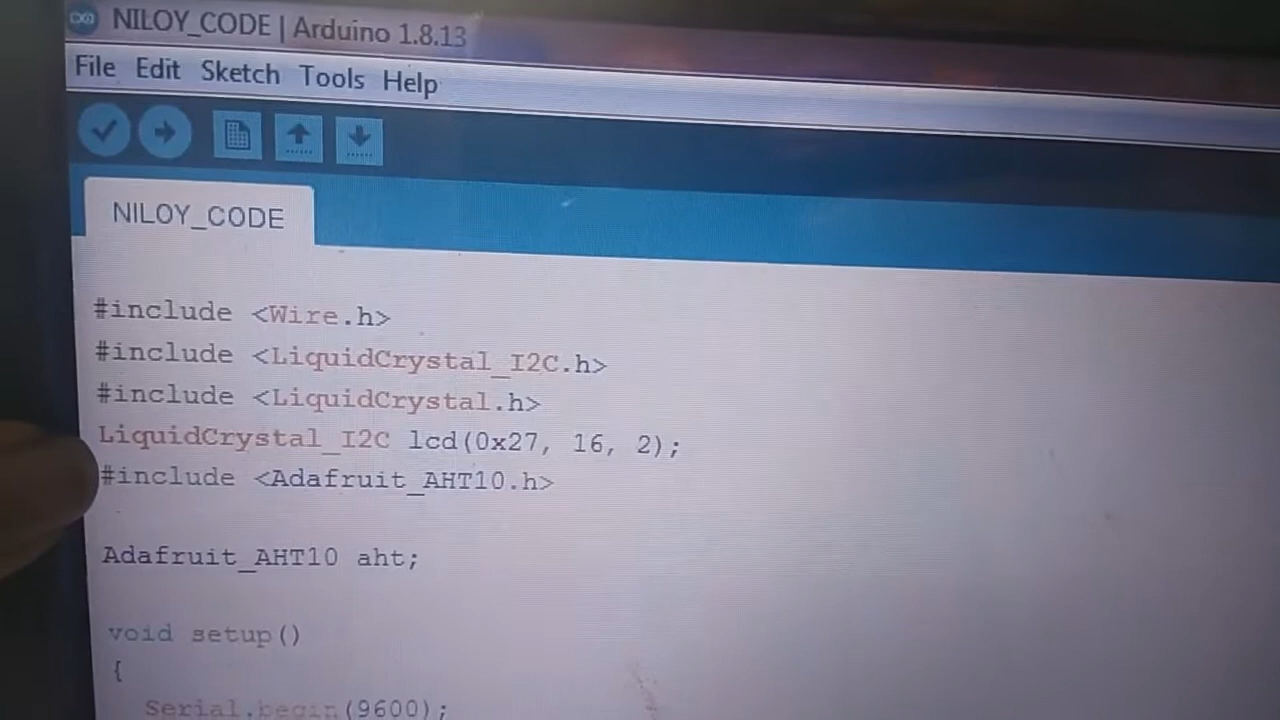 NILOY_CODE | Arduino 1.8.13
File Edit Sketch Tools Help
NILOY_CODE
#include <Wire.h>
#include <LiquidCrystal_I2C.h>
#include <LiquidCrystal.h>
LiquidCrystal_I2C lcd(0x27, 16, 2);
#include <Adafruit_AHT10.h>
Adafruit_AHT10 aht;
void setup()
{
Serial.begin(9600);